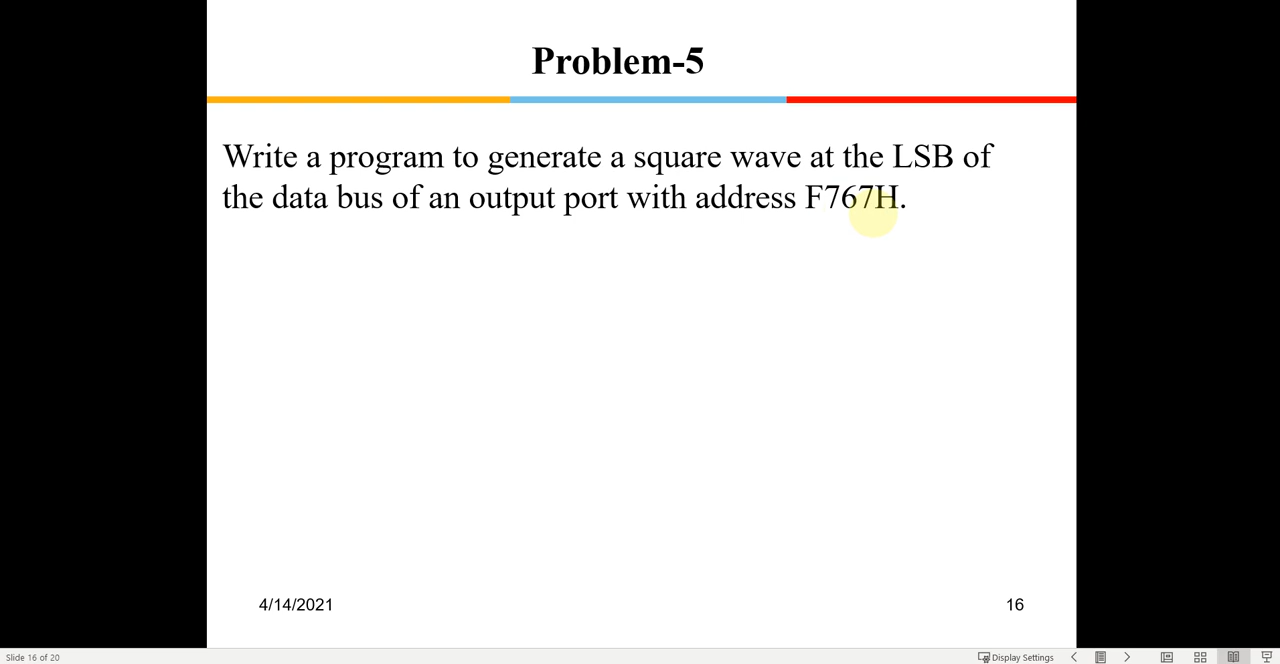 Problem-5
Write a program to generate a square wave at the LSB of
the data bus of an output port with address F767H.
4/14/2021
16
Slide 16 of 20
Display Settings